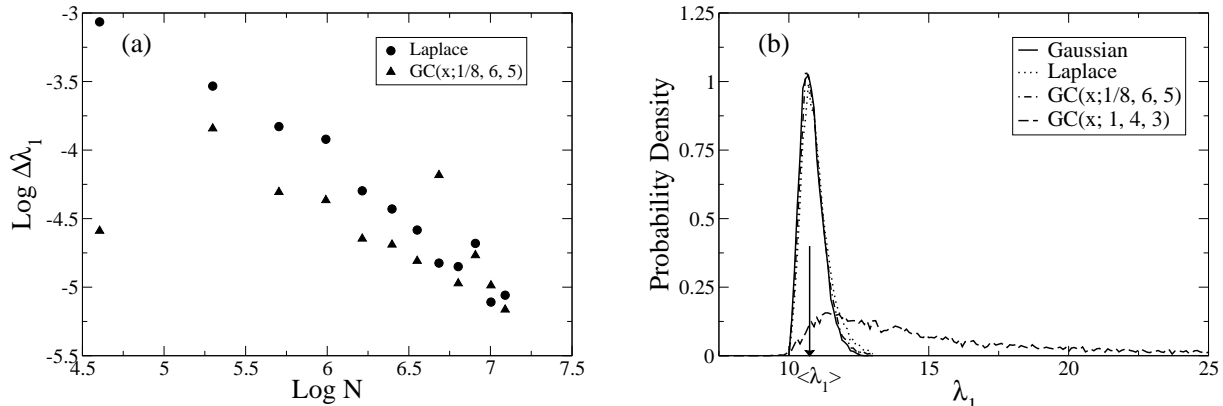 (a)
Laplace
GC(x;1/8, 6, 5)
-3
-3.5
-4
-4.5
-5
-5.5
Log Δλ₁
4.5
5
5.5
6
6.5
7
7.5
Log N
(b)
Gaussian
Laplace
GC(x;1/8, 6, 5)
GC(x; 1, 4, 3)
1.25
1
0.75
0.5
0.25
0
Probability Density
10
15
20
25
<λ₁>
λ₁